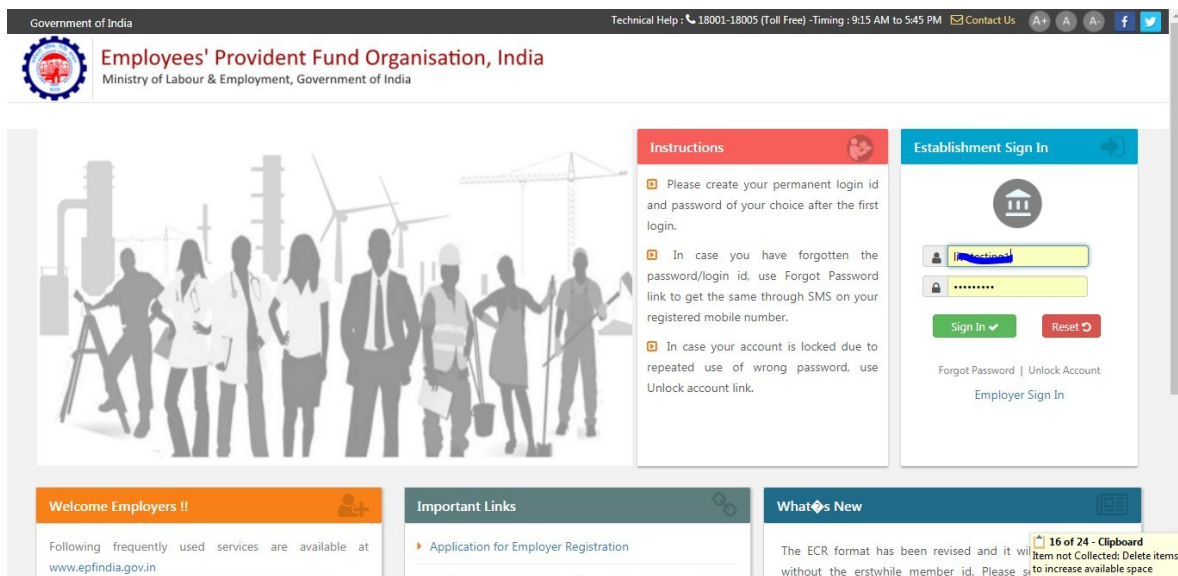 Government of India
Technical Help : 18001-18005 (Toll Free) -Timing : 9:15 AM to 5:45 PM Contact Us A+ A A-
Employees' Provident Fund Organisation, India
Ministry of Labour & Employment, Government of India
Instructions
Please create your permanent login id
and password of your choice after the first
login.
In case you have forgotten the
password/login id, use Forgot Password
link to get the same through SMS on your
registered mobile number.
In case your account is locked due to
repeated use of wrong password, use
Unlock account link.
Establishment Sign In
Sign In
Reset
Forgot Password | Unlock Account
Employer Sign In
Welcome Employers !!
Following frequently used services are available at
www.epfindia.gov.in
Important Links
Application for Employer Registration
What�s New
The ECR format has been revised and it
without the erstwhile member id. Please
16 of 24 - Clipboard
Item not Collected: Delete items
to increase available space